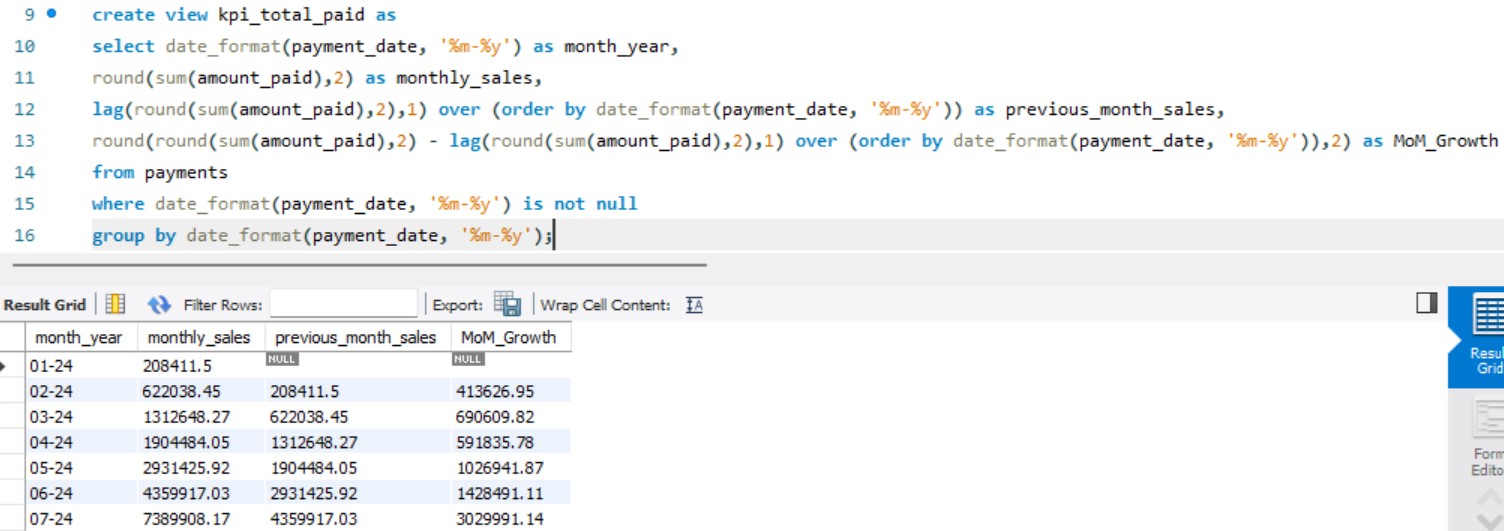 9 create view kpi_total_paid as
10 select date_format(payment_date, '%m-%y') as month_year,
11 round(sum(amount_paid),2) as monthly_sales,
12 lag(round(sum(amount_paid),2),1) over (order by date_format(payment_date, '%m-%y')) as previous_month_sales,
13 round(round(sum(amount_paid),2) - lag(round(sum(amount_paid),2),1) over (order by date_format(payment_date, '%m-%y')),2) as MoM_Growth
14 from payments
15 where date_format(payment_date, '%m-%y') is not null
16 group by date_format(payment_date, '%m-%y');
Result Grid Filter Rows: Export: Wrap Cell Content: IA
month_year monthly_sales previous_month_sales MoM_Growth
01-24 208411.5 NULL NULL
02-24 622038.45 208411.5 413626.95
03-24 1312648.27 622038.45 690609.82
04-24 1904484.05 1312648.27 591835.78
05-24 2931425.92 1904484.05 1026941.87
06-24 4359917.03 2931425.92 1428491.11
07-24 7389908.17 4359917.03 3029991.14
Resul
Grid
Form
Edito